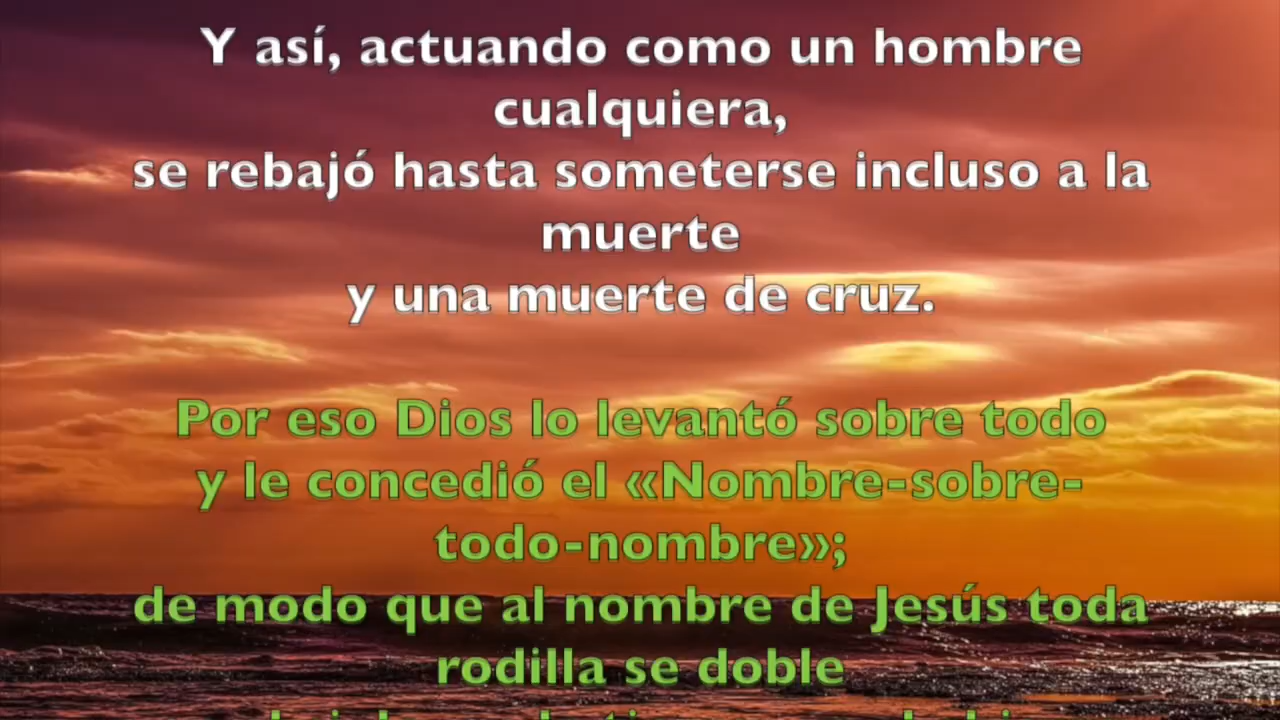 Y así, actuando como un hombre
cualquiera,
se rebajó hasta someterse incluso a la
muerte
y una muerte de cruz.
Por eso Dios lo levantó sobre todo
y le concedió el «Nombre-sobre-
todo-nombre»;
de modo que al nombre de Jesús toda
rodilla se doble